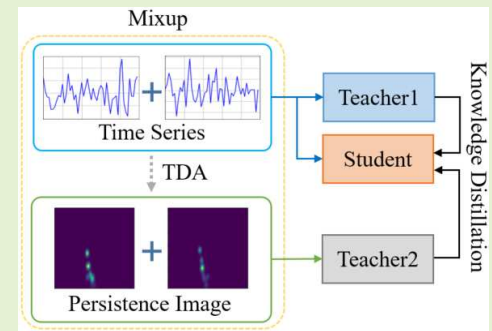 Mixup
+
Time Series
TDA
+
Persistence Image
Teacher1
Student
Teacher2
Knowledge Distillation